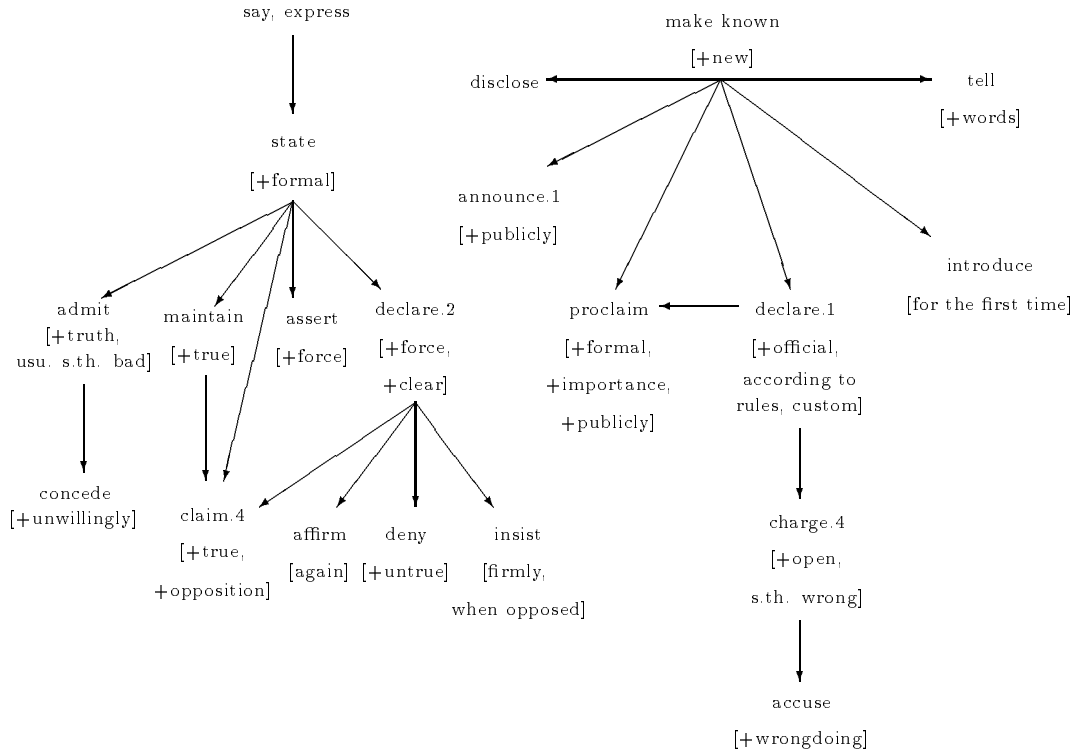 say, express
state
[+formal]
admit
[+truth,
usu. s.th. bad]
maintain
[+true]
assert
[+force]
declare.2
[+force,
+clear]
concede
[+unwillingly]
claim.4
[+true,
+opposition]
affirm
[again]
deny
[+untrue]
insist
[firmly,
when opposed]
make known
[+new]
disclose
tell
[+words]
announce.1
[+publicly]
introduce
[for the first time]
proclaim
[+formal,
+importance,
+publicly]
declare.1
[+official,
according to
rules, custom]
charge.4
[+open,
s.th. wrong]
accuse
[+wrongdoing]